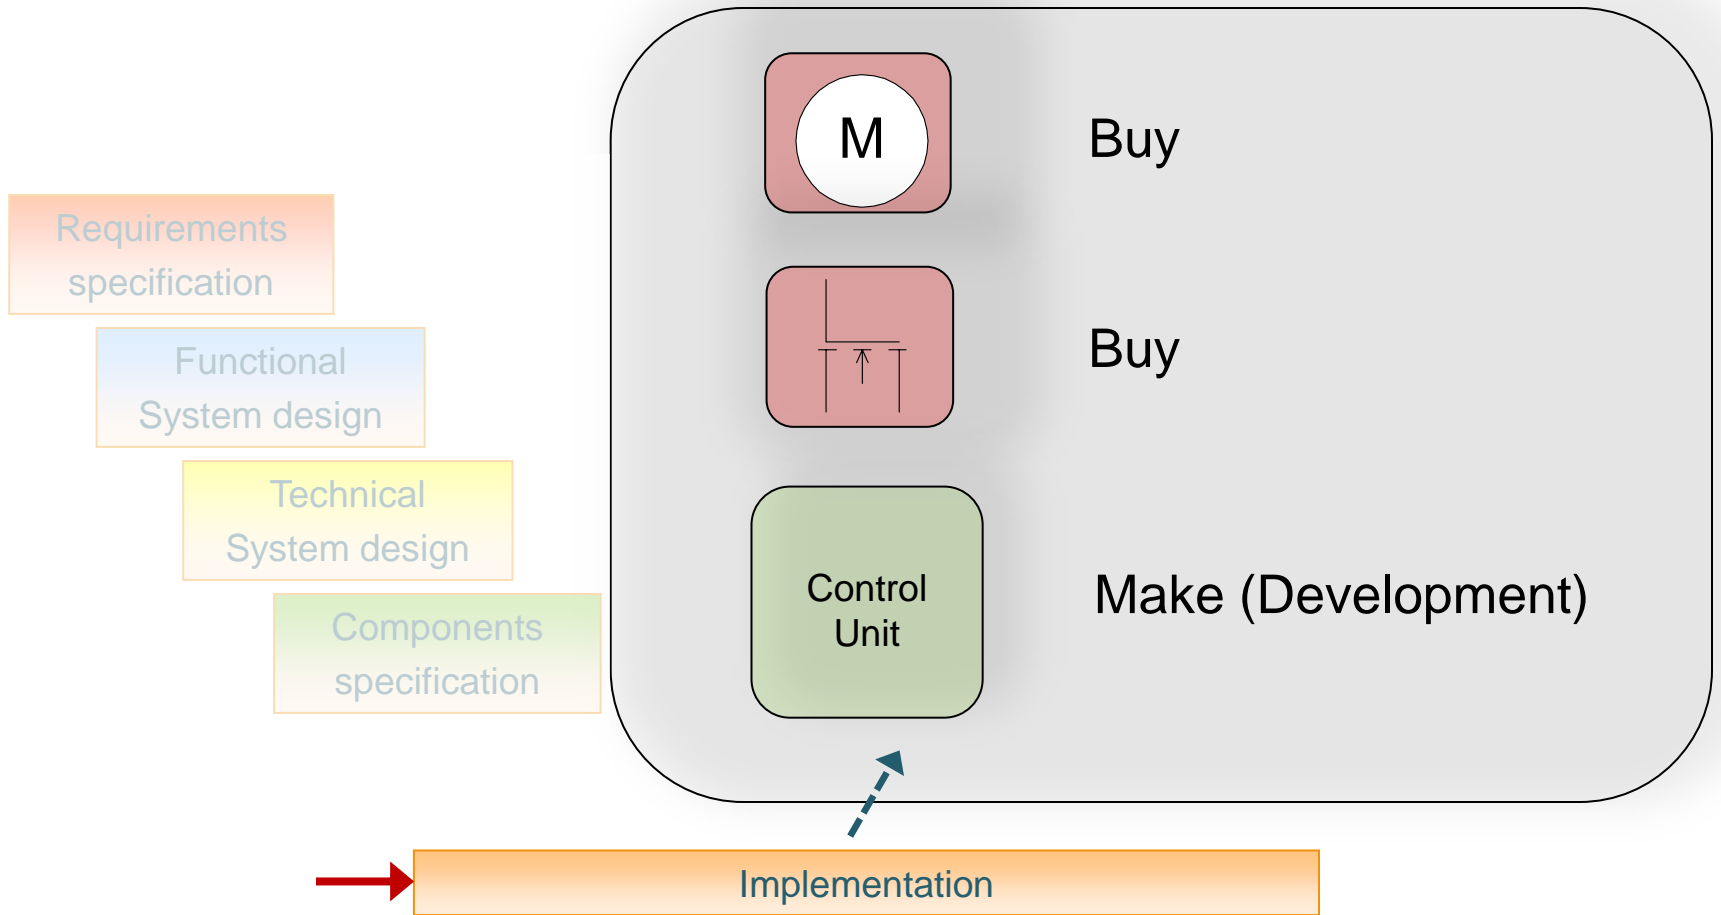 M
Buy
Requirements
specification
Functional
System design
Buy
Technical
System design
Control
Unit
Make (Development)
Components
specification
Implementation